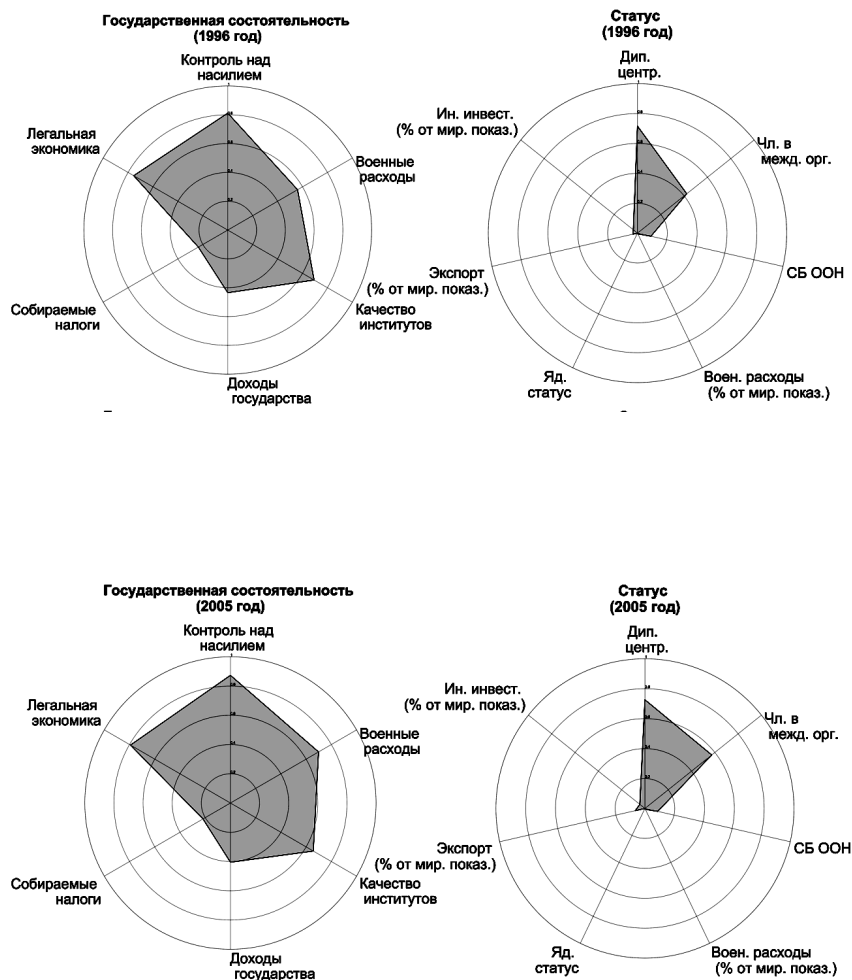 Государственная состоятельность
(1996 год)
Контроль над
насилием
Легальная
экономика
Военные
расходы
Собираемые
налоги
Качество
институтов
Доходы
государства
Статус
(1996 год)
Дип.
центр.
Ин. инвест.
(% от мир. показ.)
Чл. в
межд. орг.
Экспорт
(% от мир. показ.)
СБ ООН
Яд.
статус
Воен. расходы
(% от мир. показ.)
Государственная состоятельность
(2005 год)
Контроль над
насилием
Легальная
экономика
Военные
расходы
Собираемые
налоги
Качество
институтов
Доходы
государства
Статус
(2005 год)
Дип.
центр.
Ин. инвест.
(% от мир. показ.)
Чл. в
межд. орг.
Экспорт
(% от мир. показ.)
СБ ООН
Яд.
статус
Воен. расходы
(% от мир. показ.)